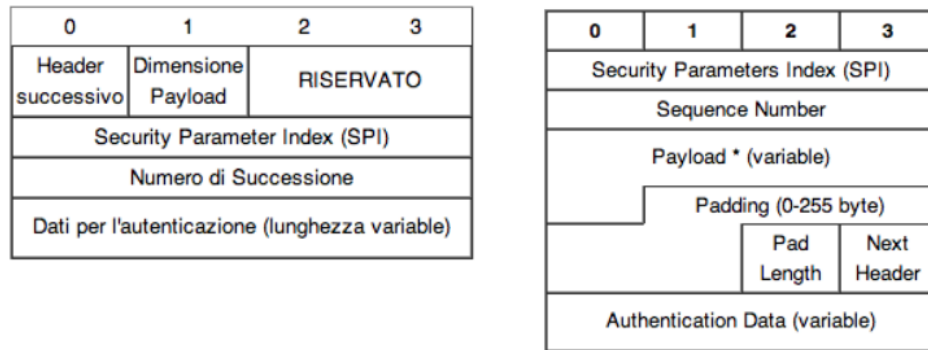 0 1 2 3
Header successivo
Dimensione Payload
RISERVATO
Security Parameter Index (SPI)
Numero di Successione
Dati per l'autenticazione (lunghezza variable)
0 1 2 3
Security Parameters Index (SPI)
Sequence Number
Payload * (variable)
Padding (0-255 byte)
Pad Length
Next Header
Authentication Data (variable)